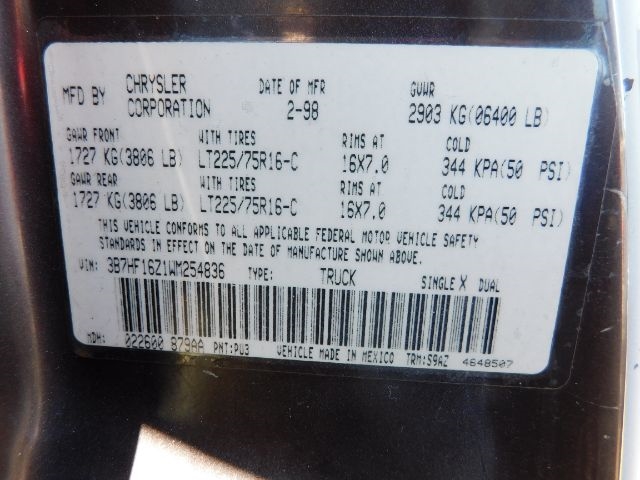 MFD BY CHRYSLER CORPORATION DATE OF MFR 2-98 GVWR 2903 KG(06400 LB)
GAWR FRONT WITH TIRES RIMS AT COLD
1727 KG(3806 LB) LT225/75R16-C 16X7.0 344 KPA(50 PSI)
GAWR REAR WITH TIRES RIMS AT COLD
1727 KG(3806 LB) LT225/75R16-C 16X7.0 344 KPA(50 PSI)
THIS VEHICLE CONFORMS TO ALL APPLICABLE FEDERAL MOTOR VEHICLE SAFETY
STANDARDS IN EFFECT ON THE DATE OF MANUFACTURE SHOWN ABOVE.
VIN: 3B7HF16Z1WM254836 TYPE: TRUCK SINGLE X DUAL
MDH: 022600 879AA PNT:PW3 VEHICLE MADE IN MEXICO TRM:S9AZ 4648507